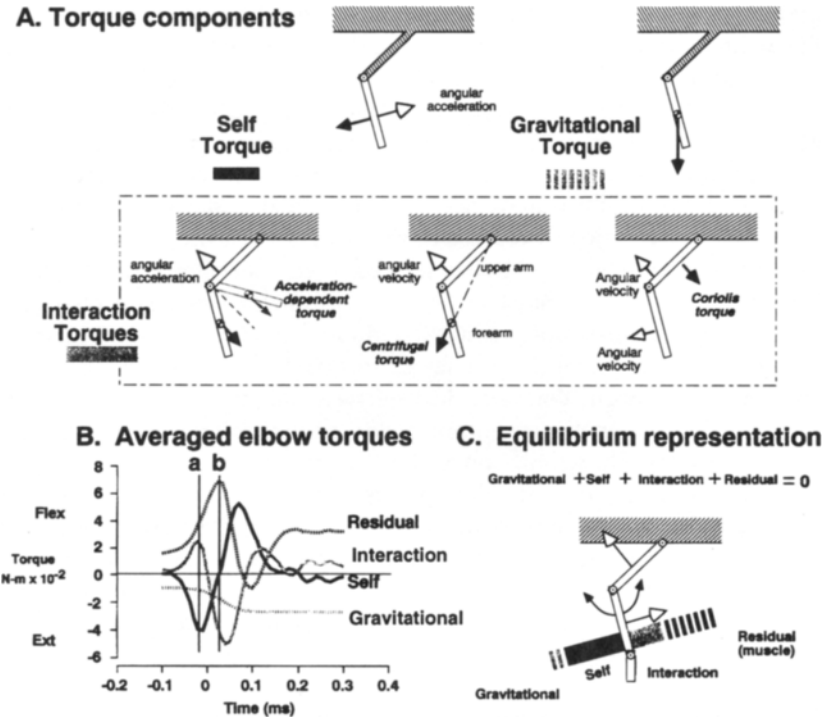 A. Torque components
angular
acceleration
Self
Torque
Gravitational
Torque
angular
acceleration
Acceleration-
dependent
torque
Interaction
Torques
angular
velocity
upper arm
Centrifugal
torque
forearm
Angular
velocity
Coriolis
torque
Angular
velocity
B. Averaged elbow torques
a b
8
6
4
2
0
-2
-4
-6
Flex
Torque
N-m x 10-2
Ext
Residual
Interaction
Self
Gravitational
-0.2 -0.1 0 0.1 0.2 0.3 0.4
Time (ms)
C. Equilibrium representation
Gravitational + Self + Interaction + Residual = 0
Residual
(muscle)
Self
Interaction
Gravitational